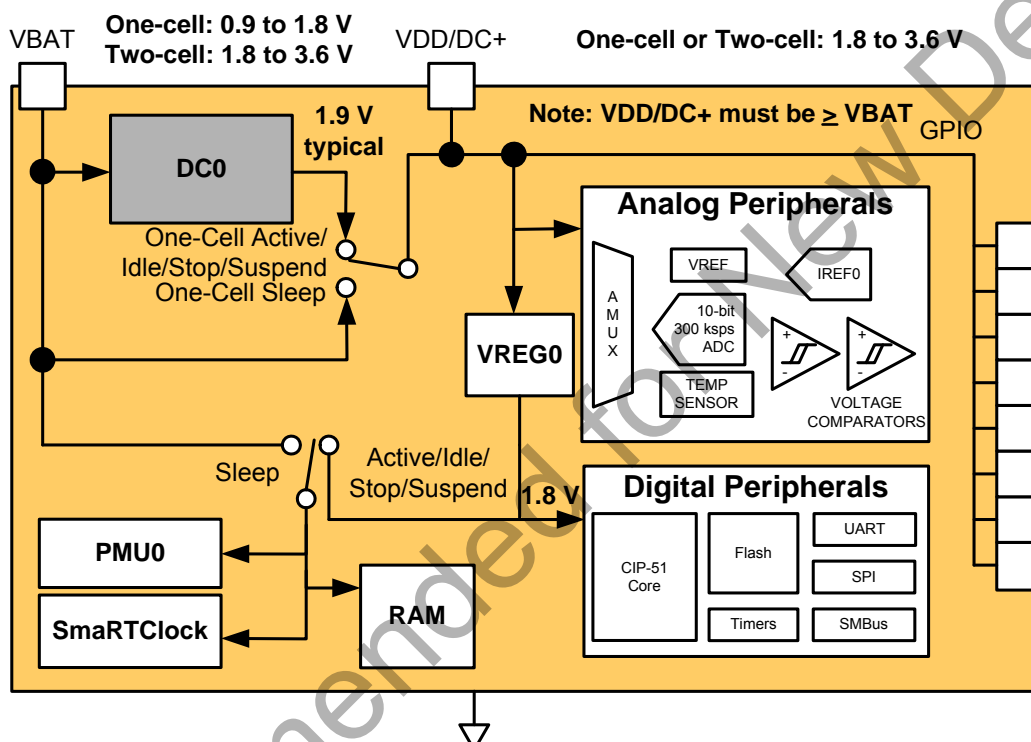 VBAT
One-cell: 0.9 to 1.8 V
Two-cell: 1.8 to 3.6 V
VDD/DC+
One-cell or Two-cell: 1.8 to 3.6 V
Note: VDD/DC+ must be ≥ VBAT
GPIO
1.9 V
typical
DC0
One-Cell Active/
Idle/Stop/Suspend
One-Cell Sleep
VREG0
Analog Peripherals
A
M
U
X
VREF
IREF0
10-bit
300 ksps
ADC
TEMP
SENSOR
+
-
+
-
VOLTAGE
COMPARATORS
Sleep
Active/Idle/
Stop/Suspend
1.8 V
Digital Peripherals
CIP-51
Core
Flash
Timers
UART
SPI
SMBus
PMU0
SmaRTClock
RAM
mended for New De